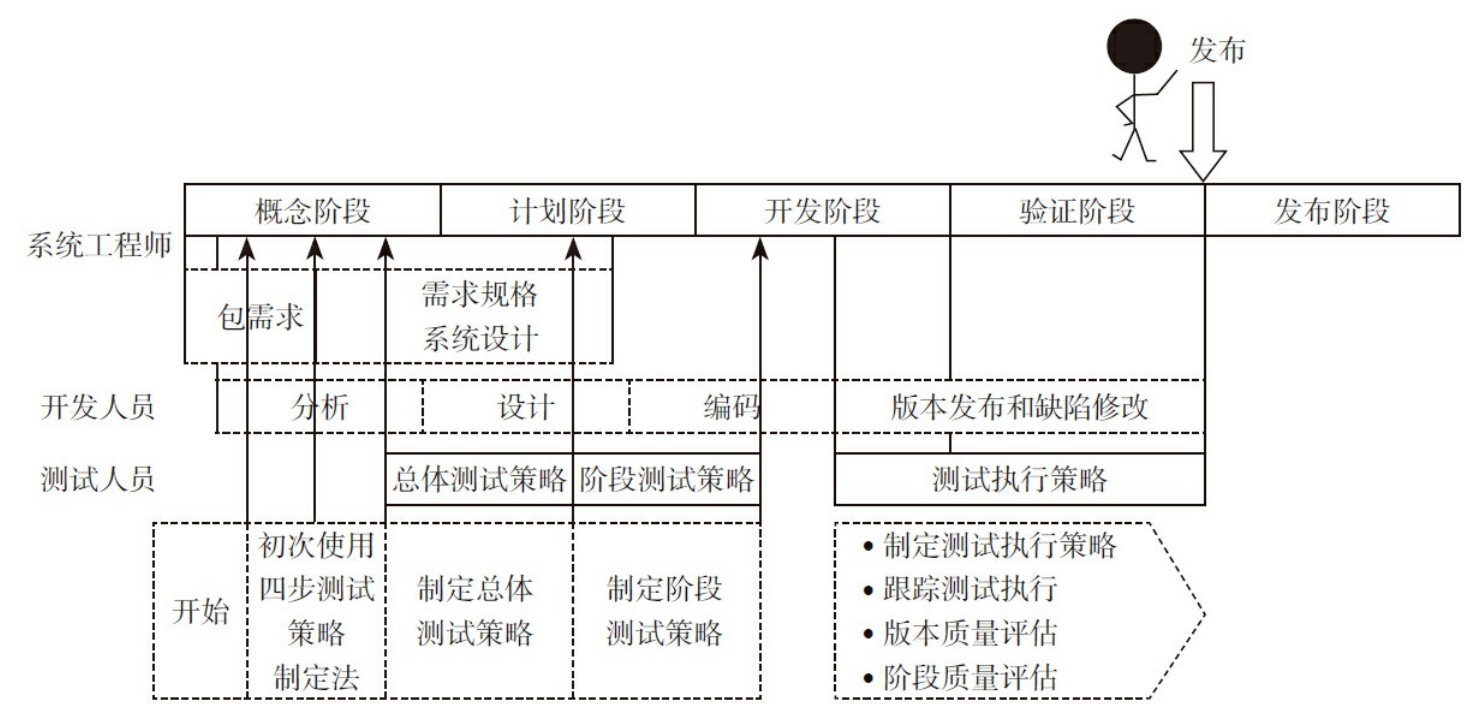 发布
概念阶段
计划阶段
开发阶段
验证阶段
发布阶段
系统工程师
包需求
需求规格
系统设计
开发人员
分析
设计
编码
版本发布和缺陷修改
测试人员
总体测试策略
阶段测试策略
测试执行策略
开始
初次使用
四步测试
策略
制定法
制定总体
测试策略
制定阶段
测试策略
• 制定测试执行策略
• 跟踪测试执行
• 版本质量评估
• 阶段质量评估